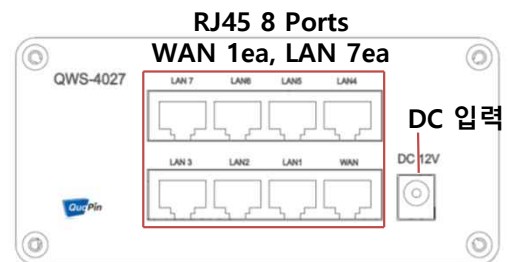 RJ45 8 Ports
WAN 1ea, LAN 7ea
QWS-4027
LAN 7 LAN6 LAN5 LAN4
DC 입력
LAN 3 LAN2 LAN1 WAN
DC 12V
QucPin